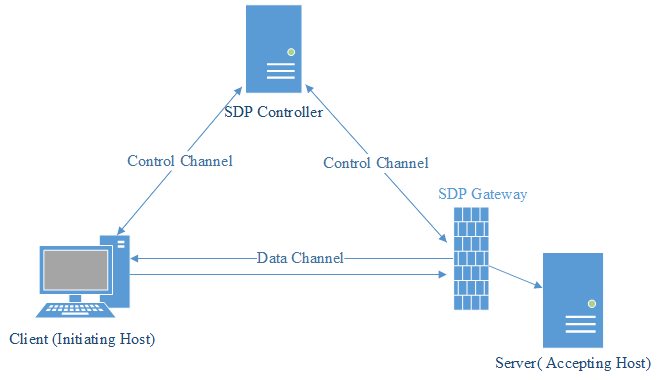 SDP Controller
Control Channel
Control Channel
SDP Gateway
Data Channel
Client (Initiating Host)
Server( Accepting Host)